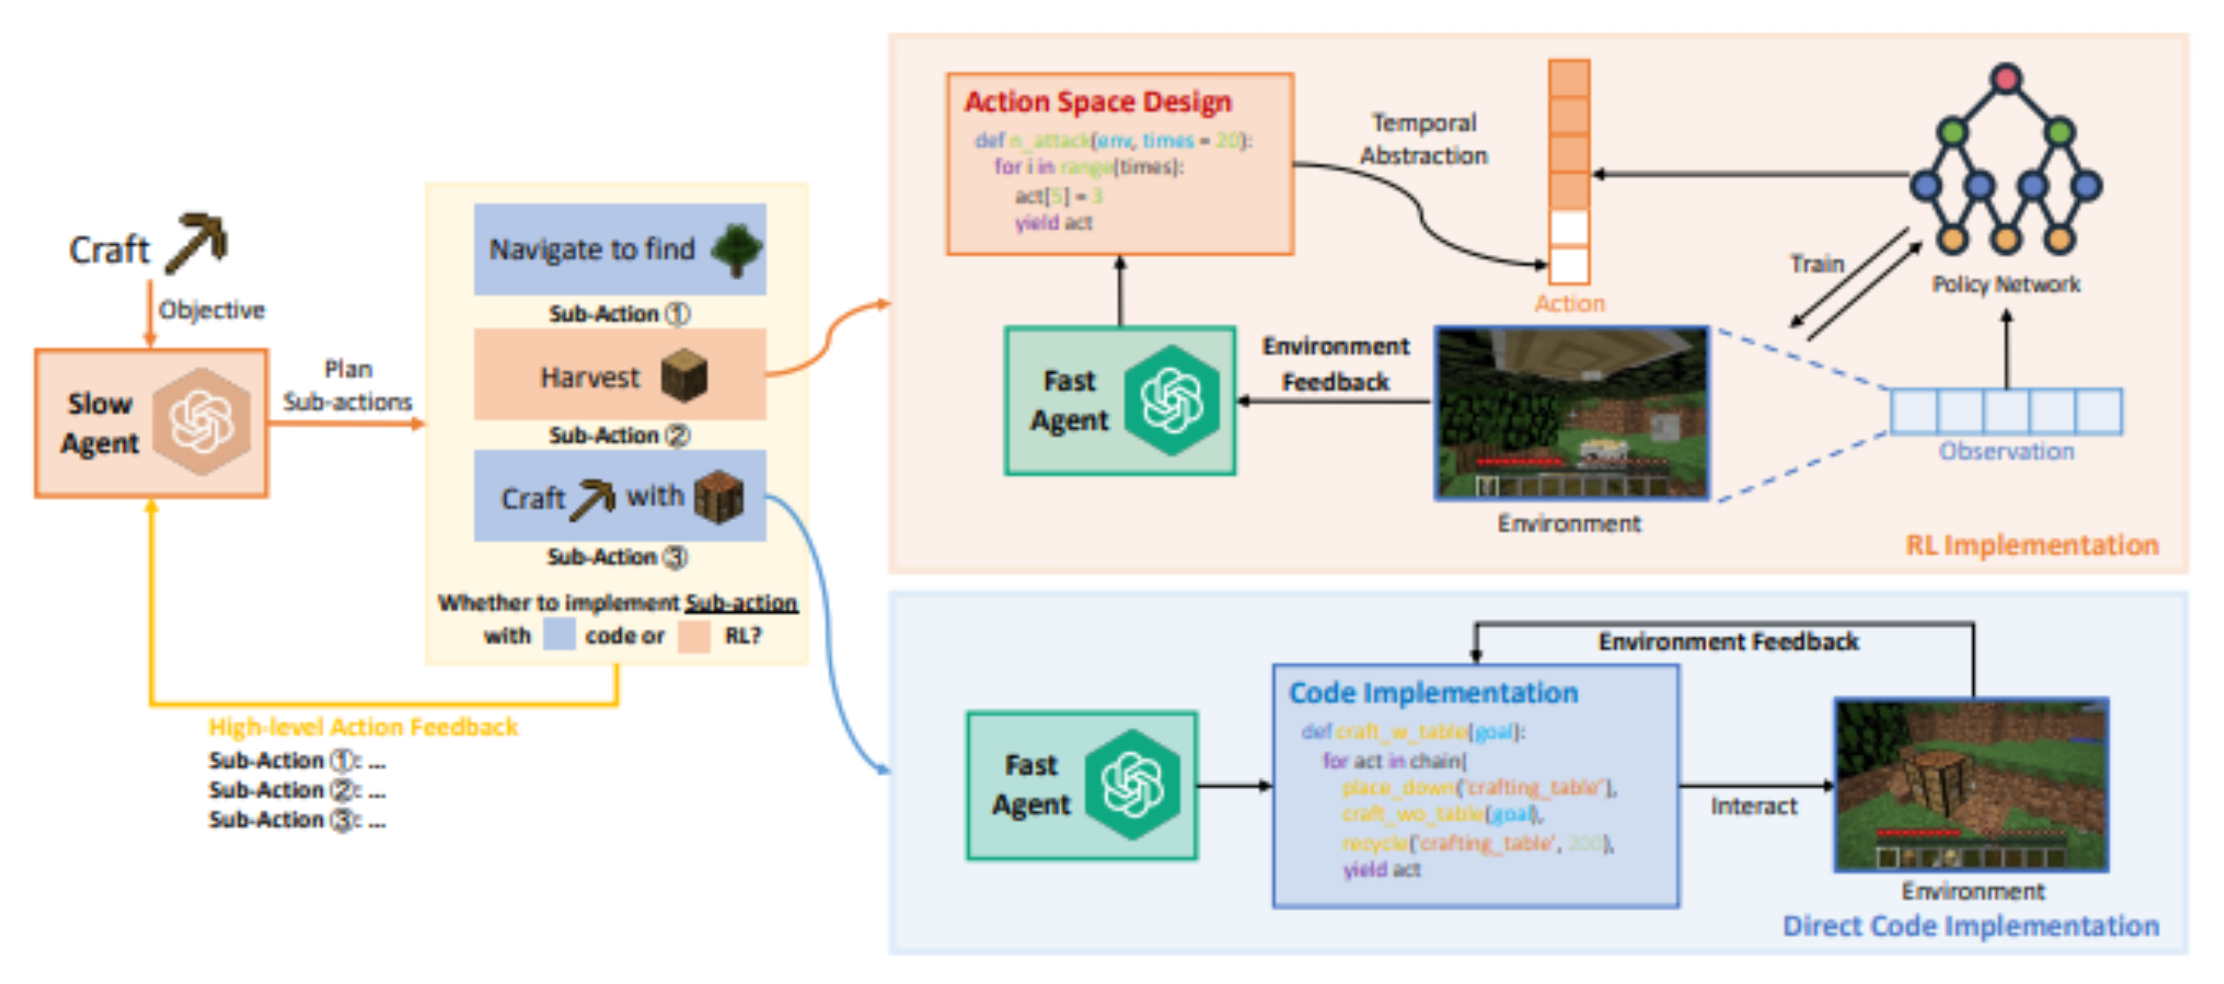 Craft
Objective
Slow
Agent
Plan
Sub-actions
Navigate to find
Sub-Action ①
Harvest
Sub-Action ②
Craft with
Sub-Action ③
Whether to implement Sub-action
with code or RL?
High-level Action Feedback
Sub-Action ①: ...
Sub-Action ②: ...
Sub-Action ③: ...
Action Space Design
def n_attack(env, times = 20):
for i in range(times):
act[5] = 3
yield act
Temporal
Abstraction
Action
Train
Policy Network
Fast
Agent
Environment
Feedback
Environment
Observation
RL Implementation
Environment Feedback
Fast
Agent
Code Implementation
def craft_w_table(goal):
for act in chain(
place_down('crafting_table'),
craft_wo_table(goal),
recycle('crafting_table', 200),
yield act
Interact
Environment
Direct Code Implementation